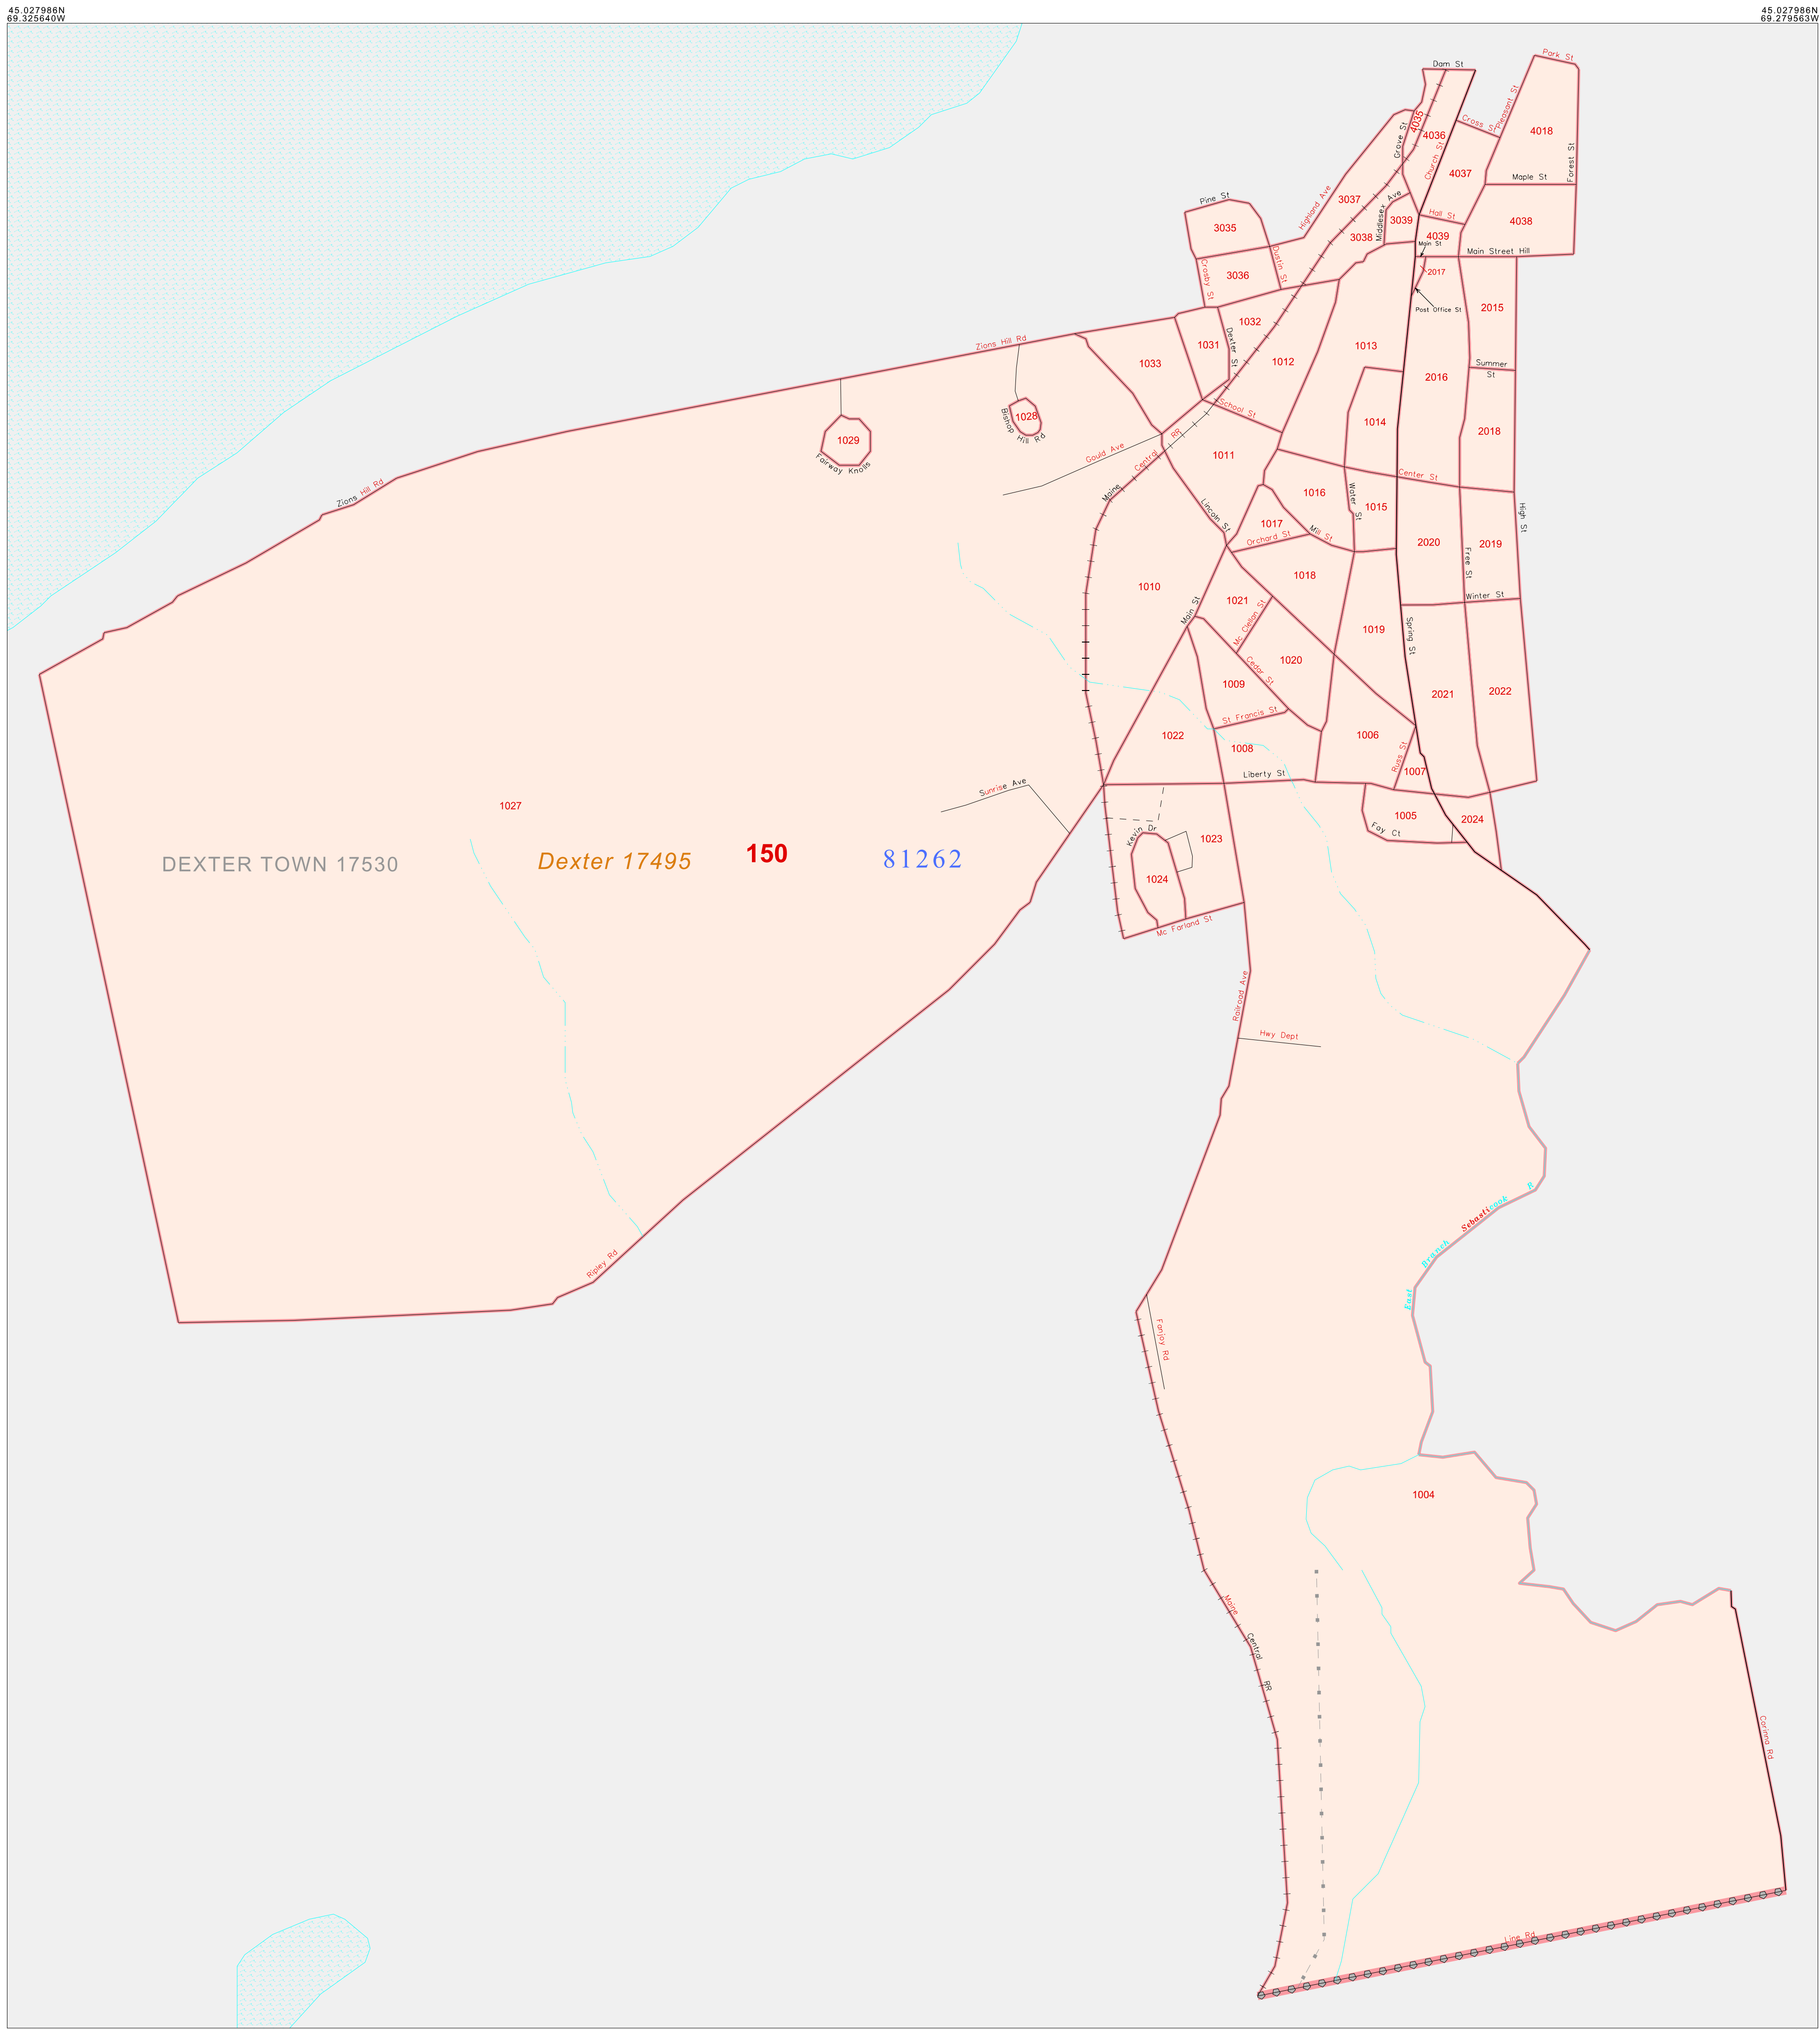 45.027986N
69.325640W
45.027986N
69.279563W
Park St
Dam St
Pleasant St
Cross St
4035
4036
4018
Grove St
Church St
Forest St
4037
Maple St
Highland Ave
3037
Middlesex Ave
Pine St
3035
3039
Hall St
4038
3038
4039
Main St
Main Street Hill
Dustin St
Crosby St
3036
2017
Post Office St
2015
1032
Dexter St
Zions Hill Rd
1031
1013
1033
1012
Summer St
2016
School St
1028
Bishop Hill Rd
1014
1029
Fairway Knolls
2018
Gould Ave
Maine Central RR
1011
Center St
Zions Hill Rd
1016
Water St
1015
Lincoln St
1017
High St
Orchard St
Mill St
2020
2019
Free St
1018
1010
Winter St
1021
Main St
Mc Clellan St
1019
Spring St
1020
Cedar St
1009
2021
2022
St Francis St
1022
1008
1006
Russ St
1007
Liberty St
Sunrise Ave
1027
1005
2024
Foy Ct
Kevin Dr
1023
DEXTER TOWN 17530
Dexter 17495
150
81262
1024
Mc Farland St
Railroad Ave
Hwy Dept
East Branch Sebasticook R
Ripley Rd
Fanjoy Rd
1004
Maine Central RR
Corinna Rd
Line Rd